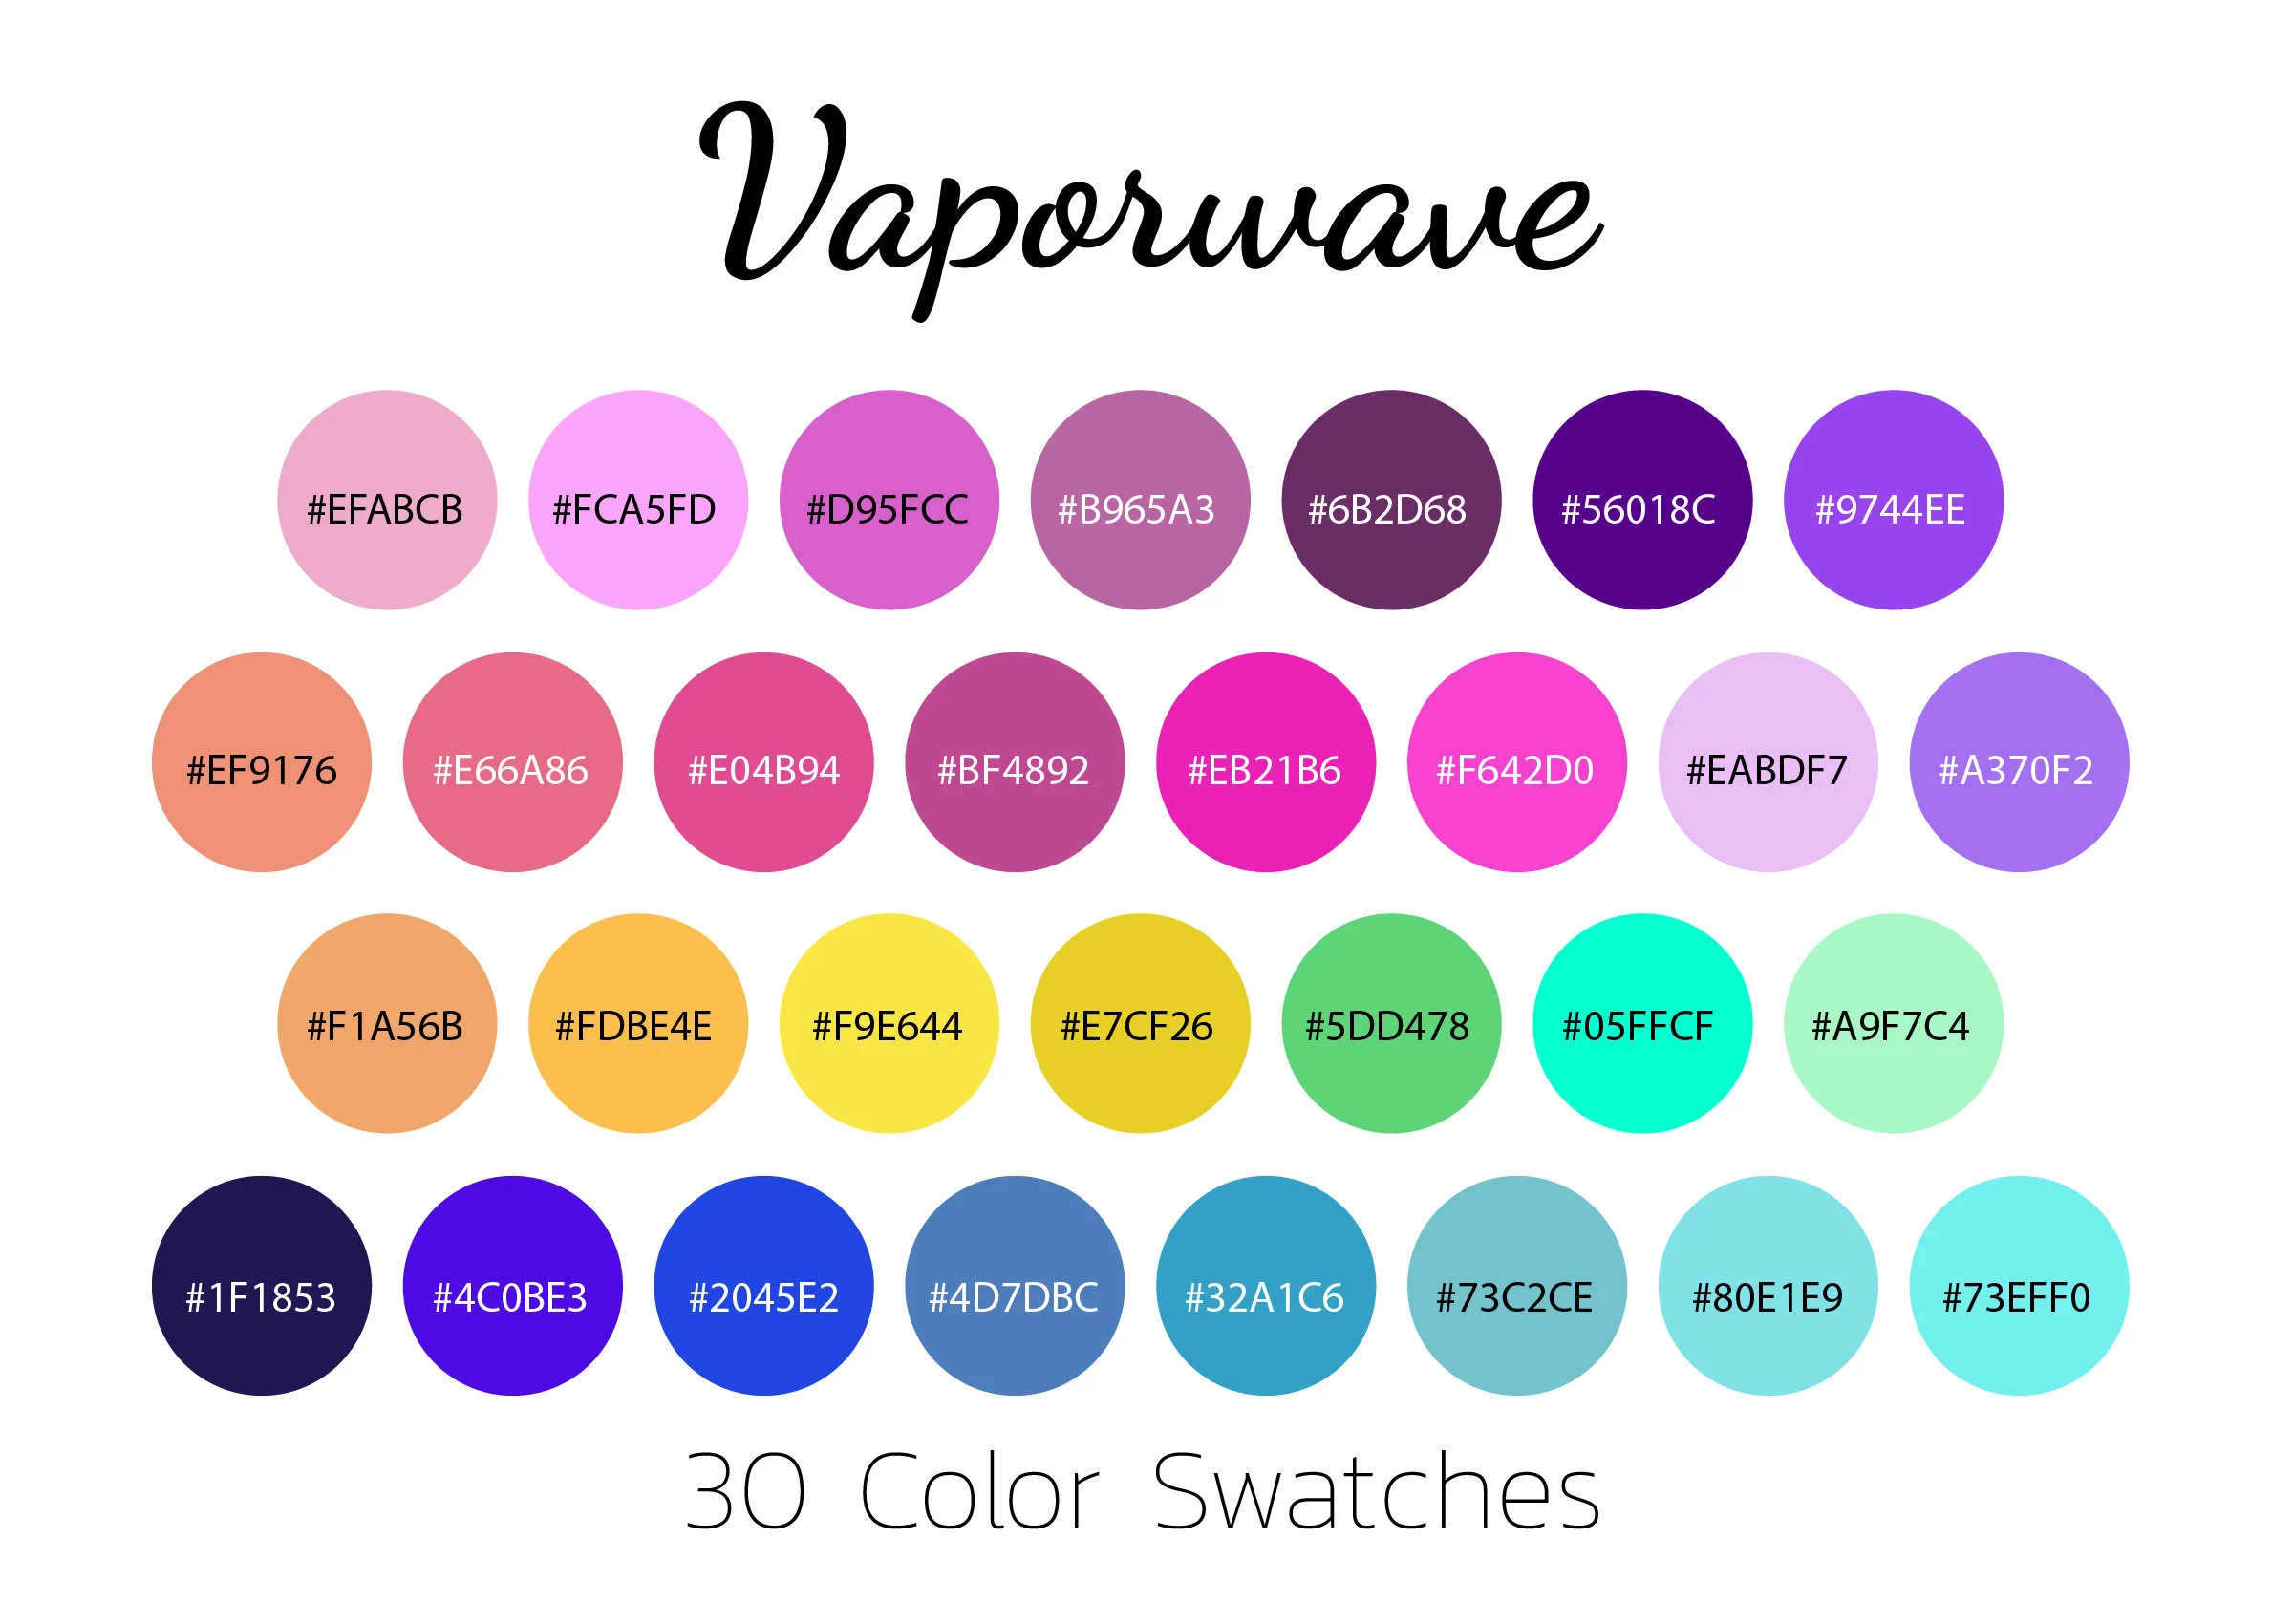 Vaporwave
#EFABCB #FCA5FD #D95FCC #B965A3 #6B2D68 #56018C #9744EE
#EF9176 #E66A86 #E04B94 #BF4892 #EB21B6 #F642D0 #EABDF7 #A370F2
#F1A56B #FDBE4E #F9E644 #E7CF26 #5DD478 #05FFCF #A9F7C4
#1F1853 #4C0BE3 #2045E2 #4D7DBC #32A1C6 #73C2CE #80E1E9 #73EFF0
30 Color Swatches